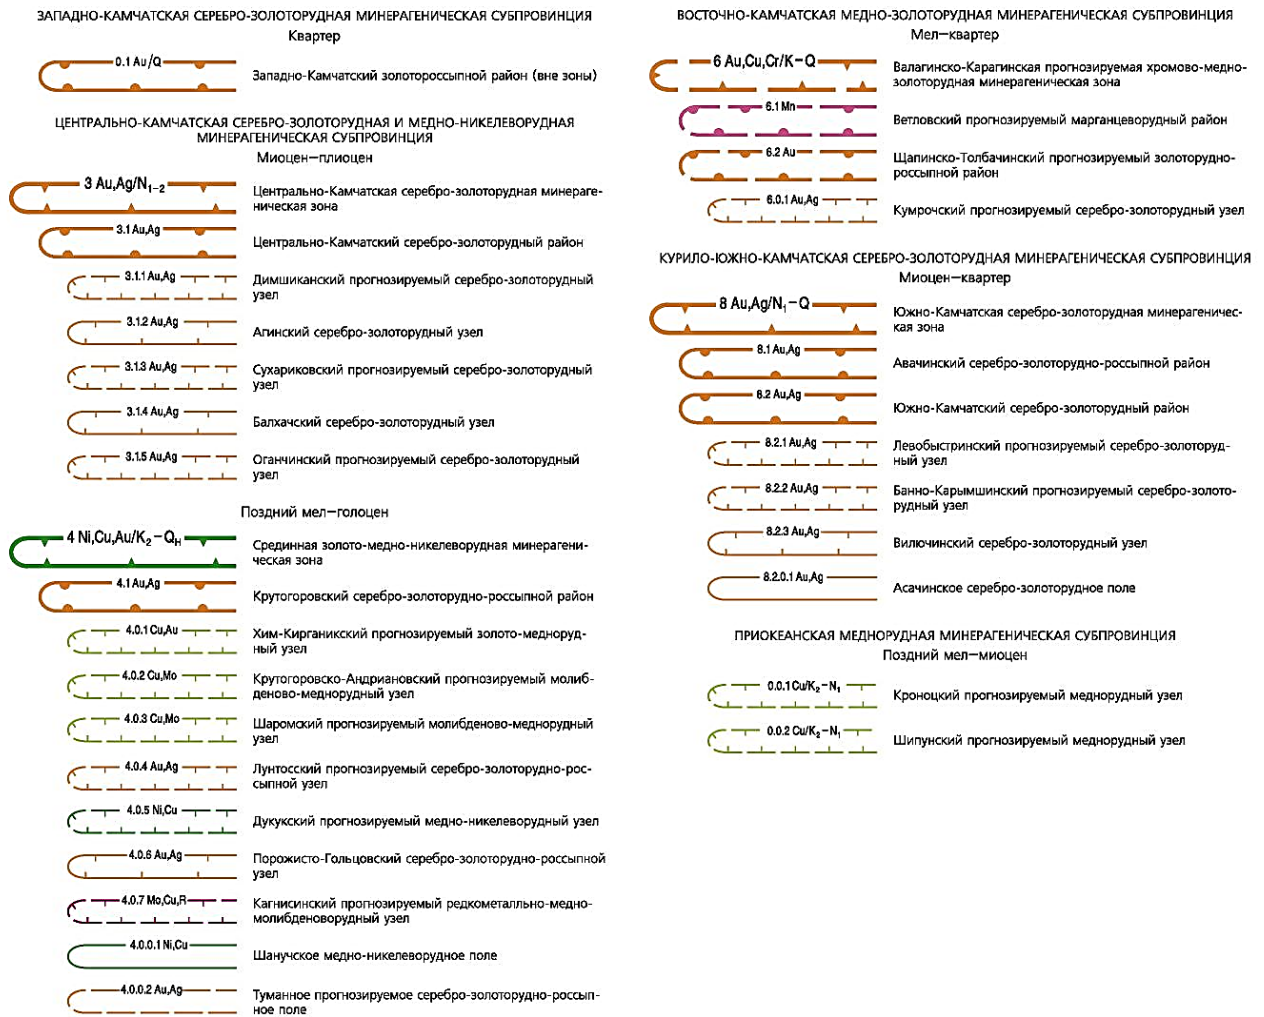 ЗАПАДНО-КАМЧАТСКАЯ СЕРЕБРО-ЗОЛОТОРУДНАЯ МИНЕРАГЕНИЧЕСКАЯ СУБПРОВИНЦИЯ
Квартер
0.1 Au/Q
Западно-Камчатский золотороссыпной район (вне зоны)
ЦЕНТРАЛЬНО-КАМЧАТСКАЯ СЕРЕБРО-ЗОЛОТОРУДНАЯ И МЕДНО-НИКЕЛЕВОРУДНАЯ
МИНЕРАГЕНИЧЕСКАЯ СУБПРОВИНЦИЯ
Миоцен—плиоцен
3 Au,Ag/N1–2
Центрально-Камчатская серебро-золоторудная минераге-
ническая зона
3.1 Au,Ag
Центрально-Камчатский серебро-золоторудный район
3.1.1 Au,Ag
Димшиканский прогнозируемый серебро-золоторудный
узел
3.1.2 Au,Ag
Агинский серебро-золоторудный узел
3.1.3 Au,Ag
Сухариковский прогнозируемый серебро-золоторудный
узел
3.1.4 Au,Ag
Балхачский серебро-золоторудный узел
3.1.5 Au,Ag
Оганчинский прогнозируемый серебро-золоторудный
узел
Поздний мел-голоцен
4 Ni,Cu,Au/K2–QH
Срединная золото-медно-никелеворудная минерагени-
ческая зона
4.1 Au,Ag
Крутогоровский серебро-золоторудно-россыпной район
4.0.1 Cu,Au
Хим-Кирганикский прогнозируемый золото-медноруд-
ный узел
4.0.2 Cu,Mo
Крутогоровско-Андриановский прогнозируемый молиб-
деново-меднорудный узел
4.0.3 Cu,Mo
Шаромский прогнозируемый молибденово-меднорудный
узел
4.0.4 Au,Ag
Лунтосский прогнозируемый серебро-золоторудно-рос-
сыпной узел
4.0.5 Ni,Cu
Дукукский прогнозируемый медно-никелеворудный узел
4.0.6 Au,Ag
Порожисто-Гольцовский серебро-золоторудно-россыпной
узел
4.0.7 Mo,Cu,R
Кагнисинский прогнозируемый редкометалльно-медно-
молибденоворудный узел
4.0.0.1 Ni,Cu
Шанучское медно-никелеворудное поле
4.0.0.2 Au,Ag
Туманное прогнозируемое серебро-золоторудно-россып-
ное поле
ВОСТОЧНО-КАМЧАТСКАЯ МЕДНО-ЗОЛОТОРУДНАЯ МИНЕРАГЕНИЧЕСКАЯ СУБПРОВИНЦИЯ
Мел—квартер
6 Au,Cu,Cr/K–Q
Валагинско-Карагинская прогнозируемая хромово-медно-
золоторудная минерагеническая зона
6.1 Mn
Ветловский прогнозируемый марганцеворудный район
6.2 Au
Щапинско-Толбачинский прогнозируемый золоторудно-
россыпной район
6.0.1 Au,Ag
Кумрочский прогнозируемый серебро-золоторудный узел
КУРИЛО-ЮЖНО-КАМЧАТСКАЯ СЕРЕБРО-ЗОЛОТОРУДНАЯ МИНЕРАГЕНИЧЕСКАЯ СУБПРОВИНЦИЯ
Миоцен—квартер
8 Au,Ag/N1–Q
Южно-Камчатская серебро-золоторудная минерагеничес-
кая зона
8.1 Au,Ag
Авачинский серебро-золоторудно-россыпной район
8.2 Au,Ag
Южно-Камчатский серебро-золоторудный район
8.2.1 Au,Ag
Левобыстринский прогнозируемый серебро-золоторуд-
ный узел
8.2.2 Au,Ag
Банно-Карымшинский прогнозируемый серебро-золото-
рудный узел
8.2.3 Au,Ag
Вилючинский серебро-золоторудный узел
8.2.0.1 Au,Ag
Асачинское серебро-золоторудное поле
ПРИОКЕАНСКАЯ МЕДНОРУДНАЯ МИНЕРАГЕНИЧЕСКАЯ СУБПРОВИНЦИЯ
Поздний мел—миоцен
0.0.1 Cu/K2–N1
Кроноцкий прогнозируемый меднорудный узел
0.0.2 Cu/K2–N1
Шипунский прогнозируемый меднорудный узел